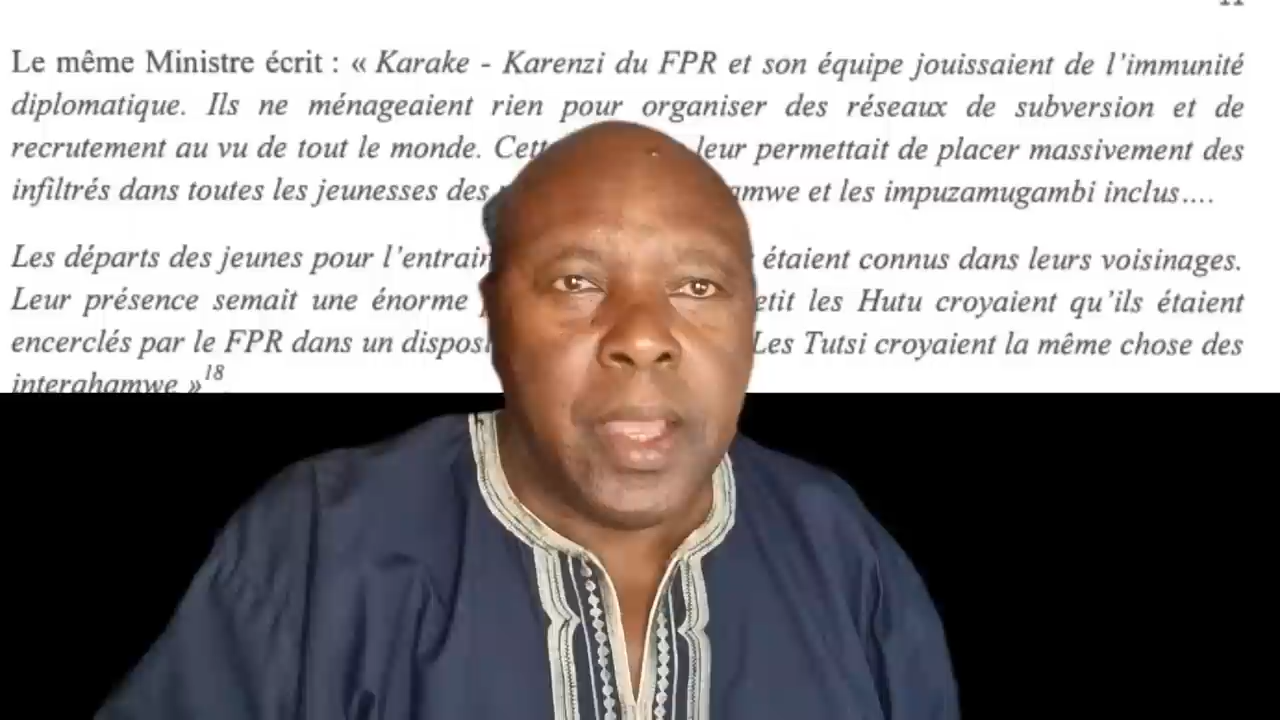 Le même Ministre écrit : « Karake - Karenzi du FPR et son équipe jouissaient de l'immunité
diplomatique. Ils ne ménageaient rien pour organiser des réseaux de subversion et de
recrutement au vu de tout le monde. leur permettait de placer massivement des
infiltrés dans toutes les jeunesses des et les impuzamugambi inclus….
Les départs des jeunes pour étaient connus dans leurs voisinages.
Leur présence semait une énorme les Hutu croyaient qu'ils étaient
encerclés par le FPR dans un Les Tutsi croyaient la même chose des
interahamwe »18